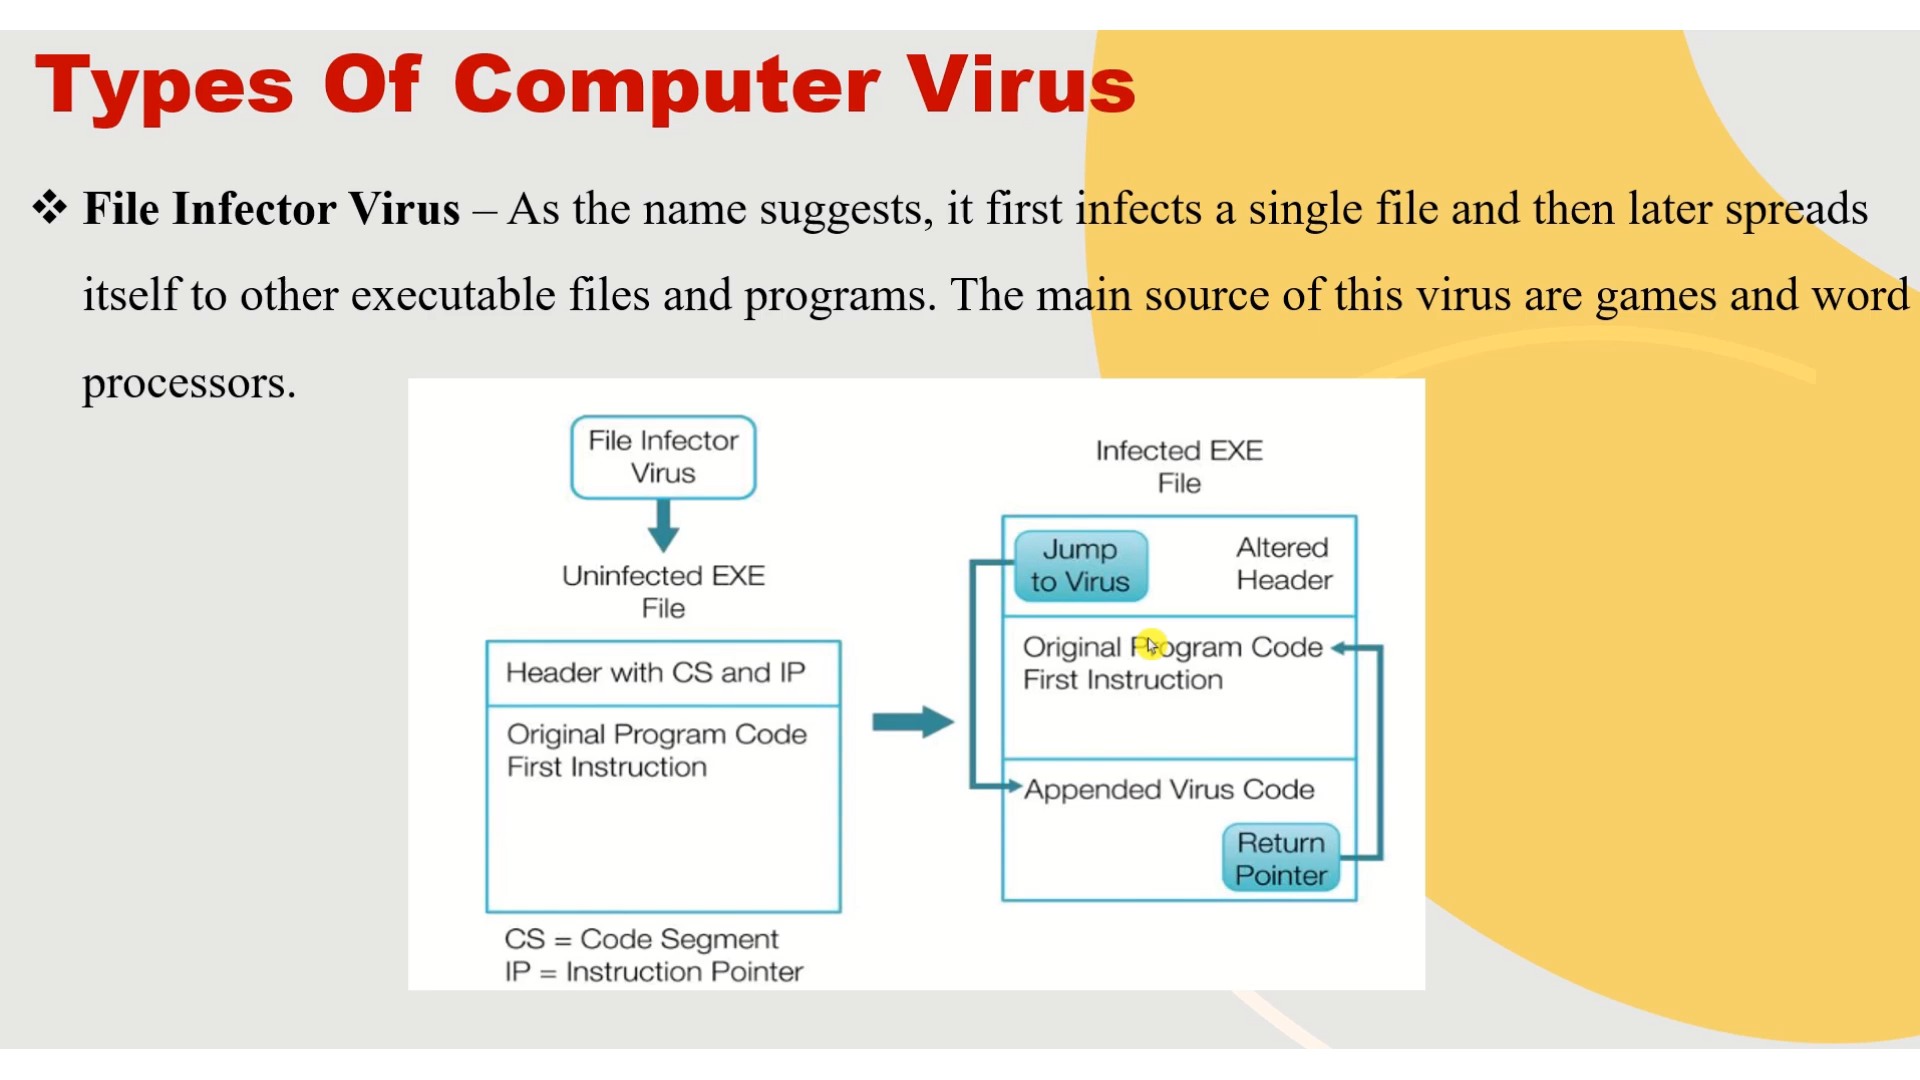 Types Of Computer Virus
❖ File Infector Virus – As the name suggests, it first infects a single file and then later spreads
itself to other executable files and programs. The main source of this virus are games and word
processors.
File Infector
Virus
Uninfected EXE
File
Header with CS and IP
Original Program Code
First Instruction
CS = Code Segment
IP = Instruction Pointer
Infected EXE
File
Jump
to Virus
Altered
Header
Original Program Code
First Instruction
Appended Virus Code
Return
Pointer